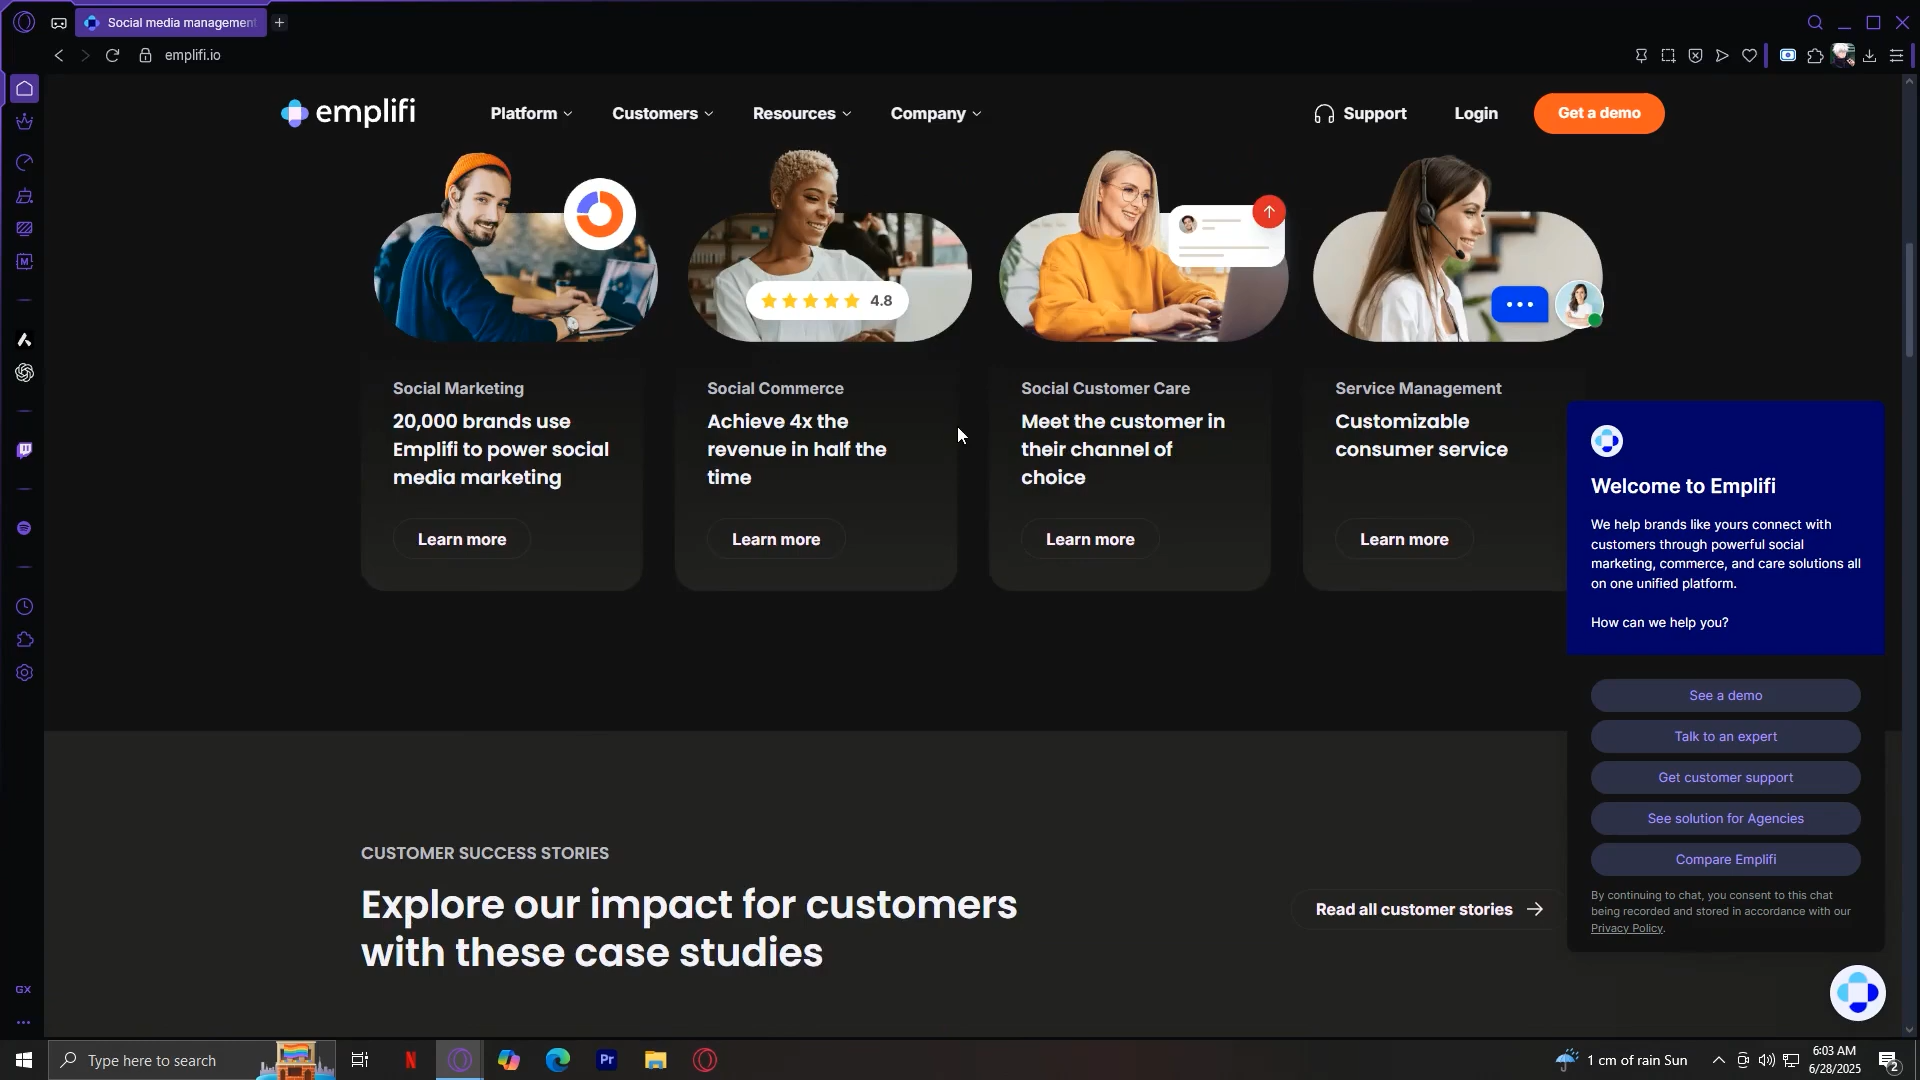 Social media management
emplifi.io
emplifi
Platform
Customers
Resources
Company
Support
Login
Get a demo
4.8
Social Marketing
20,000 brands use
Emplifi to power social
media marketing
Learn more
Social Commerce
Achieve 4x the
revenue in half the
time
Learn more
Social Customer Care
Meet the customer in
their channel of
choice
Learn more
Service Management
Customizable
consumer service
Learn more
Welcome to Emplifi
We help brands like yours connect with
customers through powerful social
marketing, commerce, and care solutions all
on one unified platform.
How can we help you?
See a demo
Talk to an expert
Get customer support
See solution for Agencies
Compare Emplifi
By continuing to chat, you consent to this chat
being recorded and stored in accordance with our
Privacy Policy.
CUSTOMER SUCCESS STORIES
Explore our impact for customers
with these case studies
Read all customer stories
GX
Type here to search
N
Pr
1 cm of rain Sun
6:03 AM
6/28/2025
2